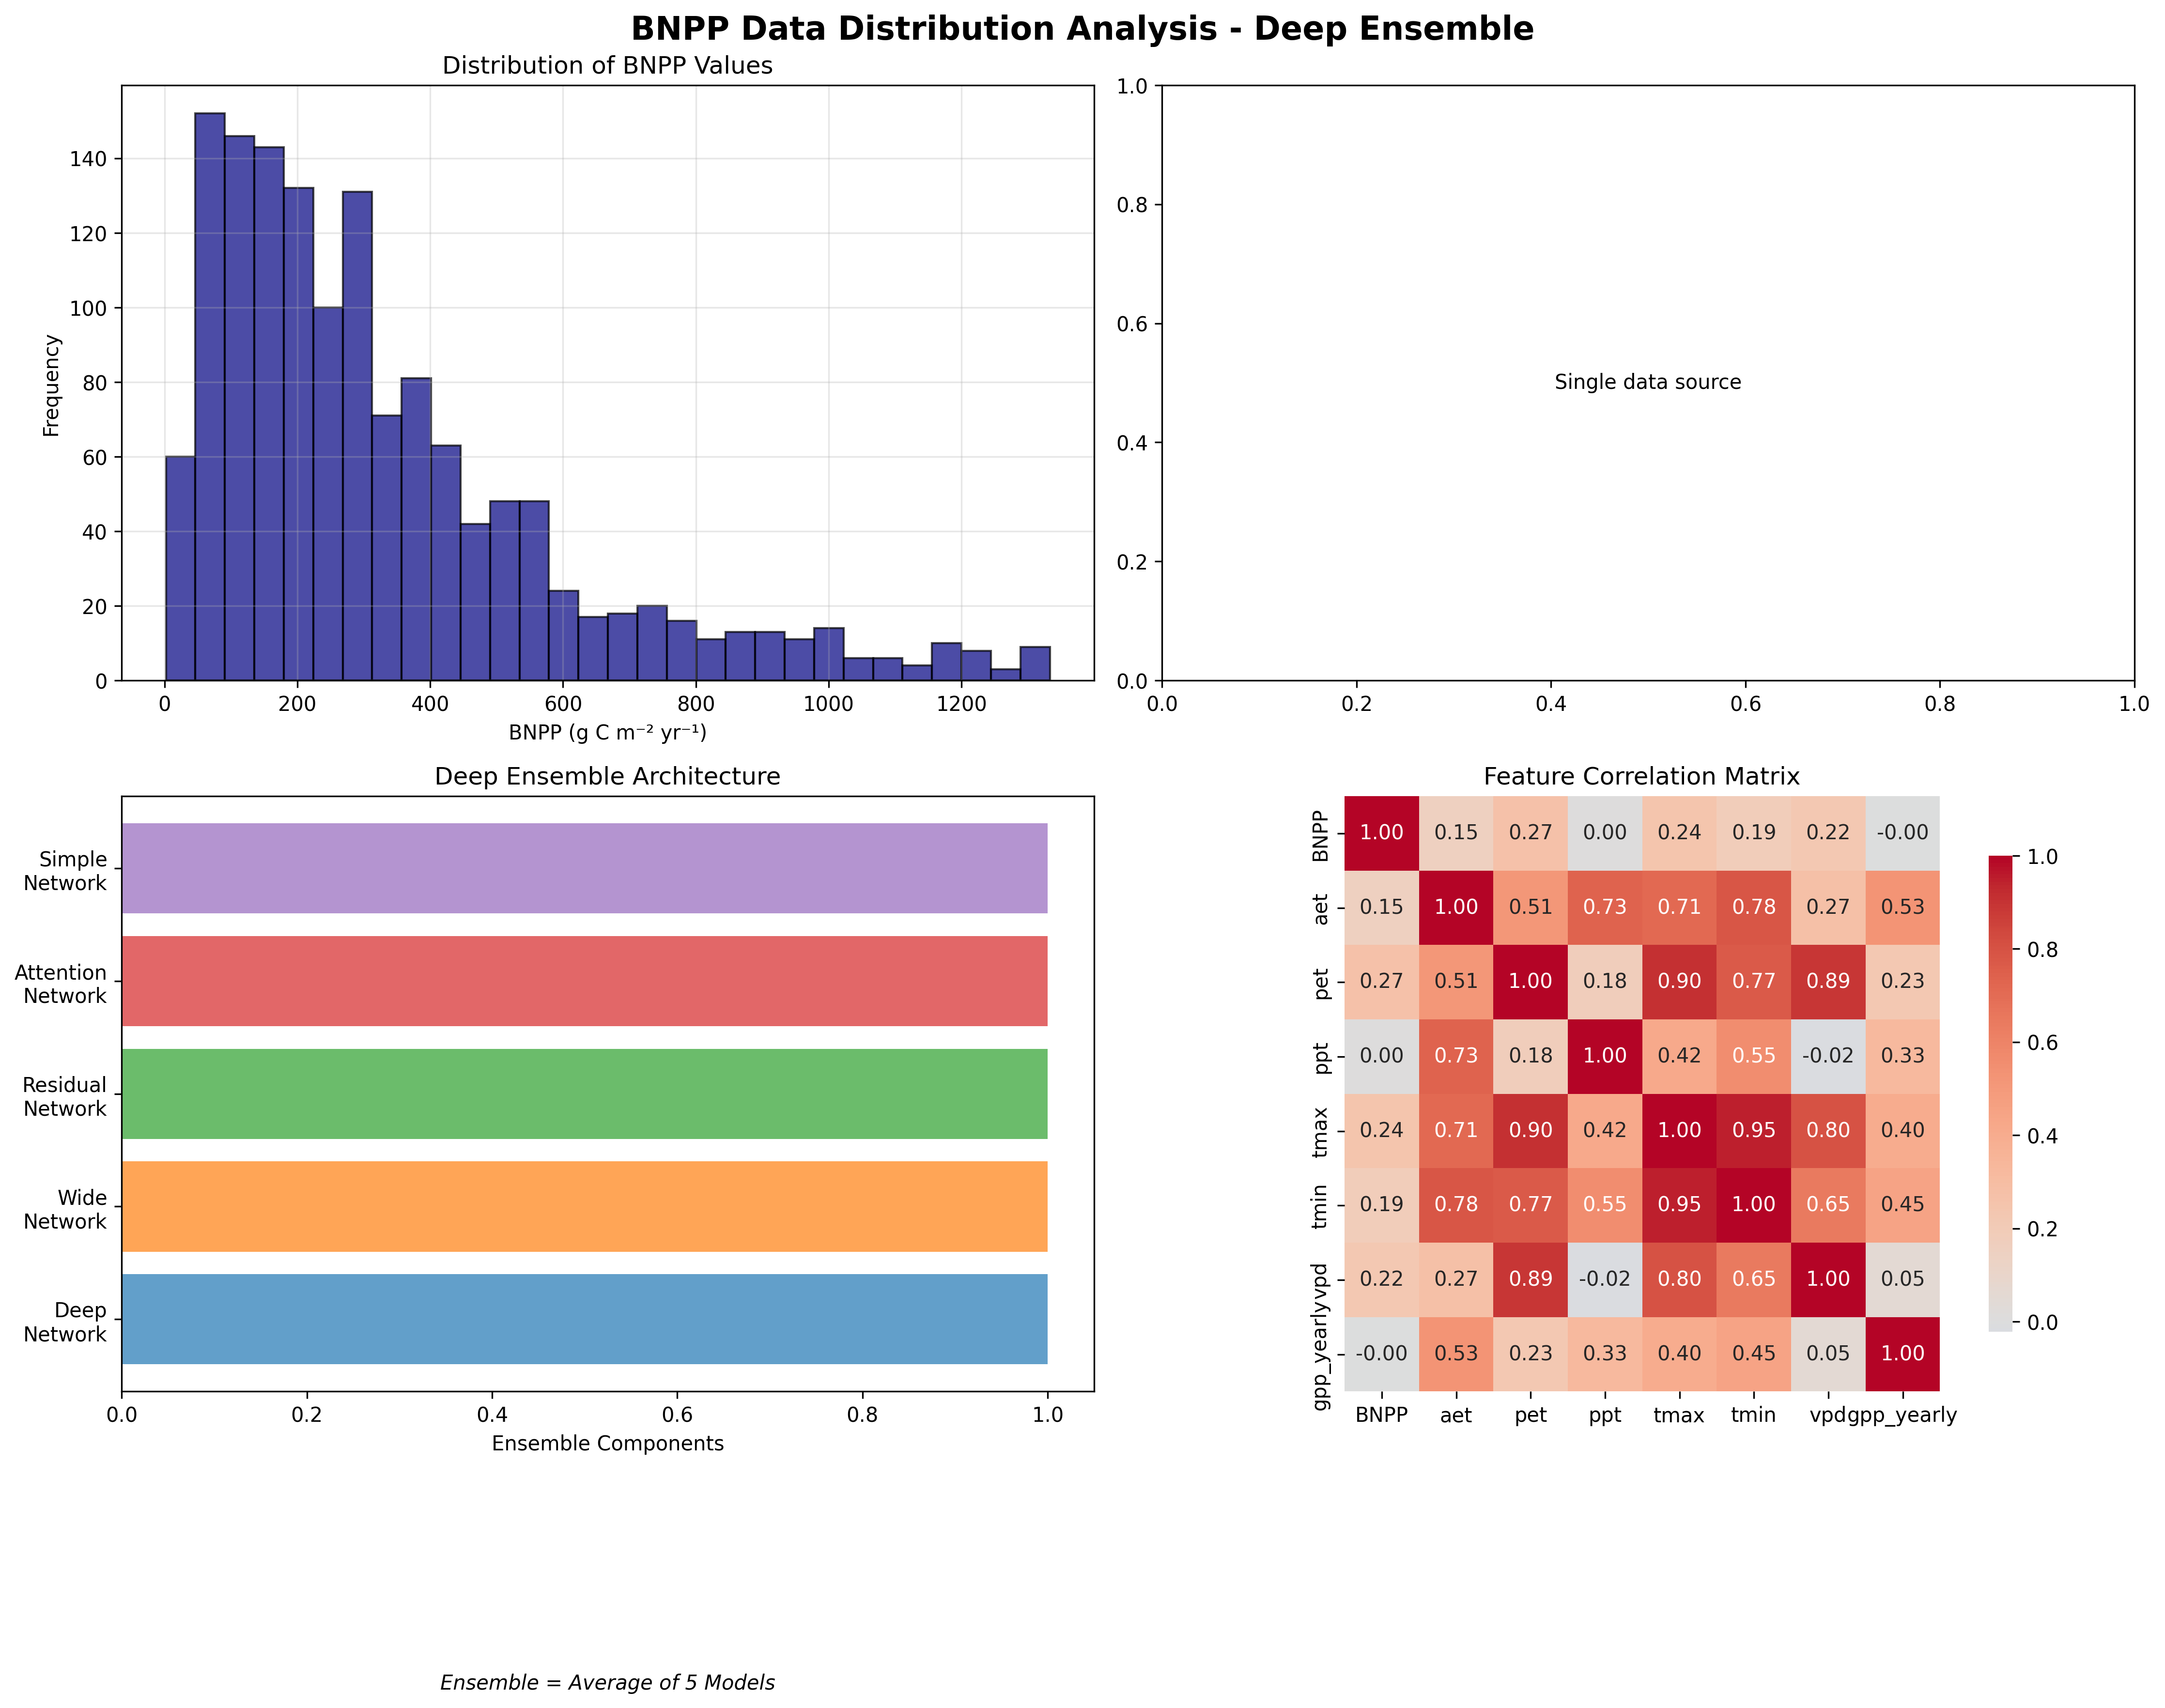 BNPP Data Distribution Analysis - Deep Ensemble
Distribution of BNPP Values
Frequency
140
120
100
80
60
40
20
0
0 200 400 600 800 1000 1200
BNPP (g C m⁻² yr⁻¹)
1.0
0.8
0.6
0.4
0.2
0.0
Single data source
0.0 0.2 0.4 0.6 0.8 1.0
Deep Ensemble Architecture
Simple
Network
Attention
Network
Residual
Network
Wide
Network
Deep
Network
0.0 0.2 0.4 0.6 0.8 1.0
Ensemble Components
Ensemble = Average of 5 Models
Feature Correlation Matrix
BNPP 1.00 0.15 0.27 0.00 0.24 0.19 0.22 -0.00
aet 0.15 1.00 0.51 0.73 0.71 0.78 0.27 0.53
pet 0.27 0.51 1.00 0.18 0.90 0.77 0.89 0.23
ppt 0.00 0.73 0.18 1.00 0.42 0.55 -0.02 0.33
tmax 0.24 0.71 0.90 0.42 1.00 0.95 0.80 0.40
tmin 0.19 0.78 0.77 0.55 0.95 1.00 0.65 0.45
vpd 0.22 0.27 0.89 -0.02 0.80 0.65 1.00 0.05
gpp_yearly -0.00 0.53 0.23 0.33 0.40 0.45 0.05 1.00
BNPP aet pet ppt tmax tmin vpd gpp_yearly
1.0
0.8
0.6
0.4
0.2
0.0